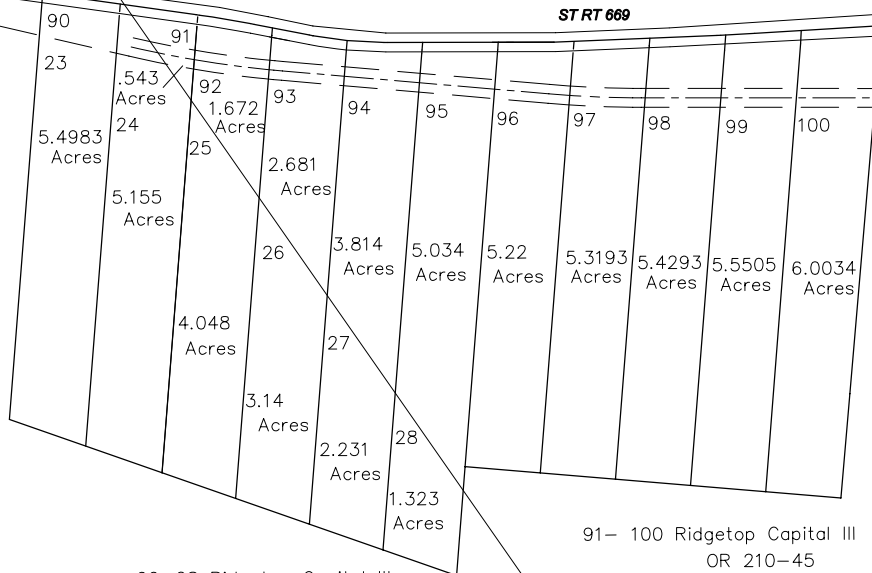 ST RT 669
90
23
5.4983
Acres
.543
Acres
24
5.155
Acres
91
92
1.672
Acres
25
4.048
Acres
93
2.681
Acres
26
3.14
Acres
94
3.814
Acres
27
2.231
Acres
95
5.034
Acres
28
1.323
Acres
96
5.22
Acres
97
5.3193
Acres
98
5.4293
Acres
99
5.5505
Acres
100
6.0034
Acres
91– 100 Ridgetop Capital III
OR 210–45